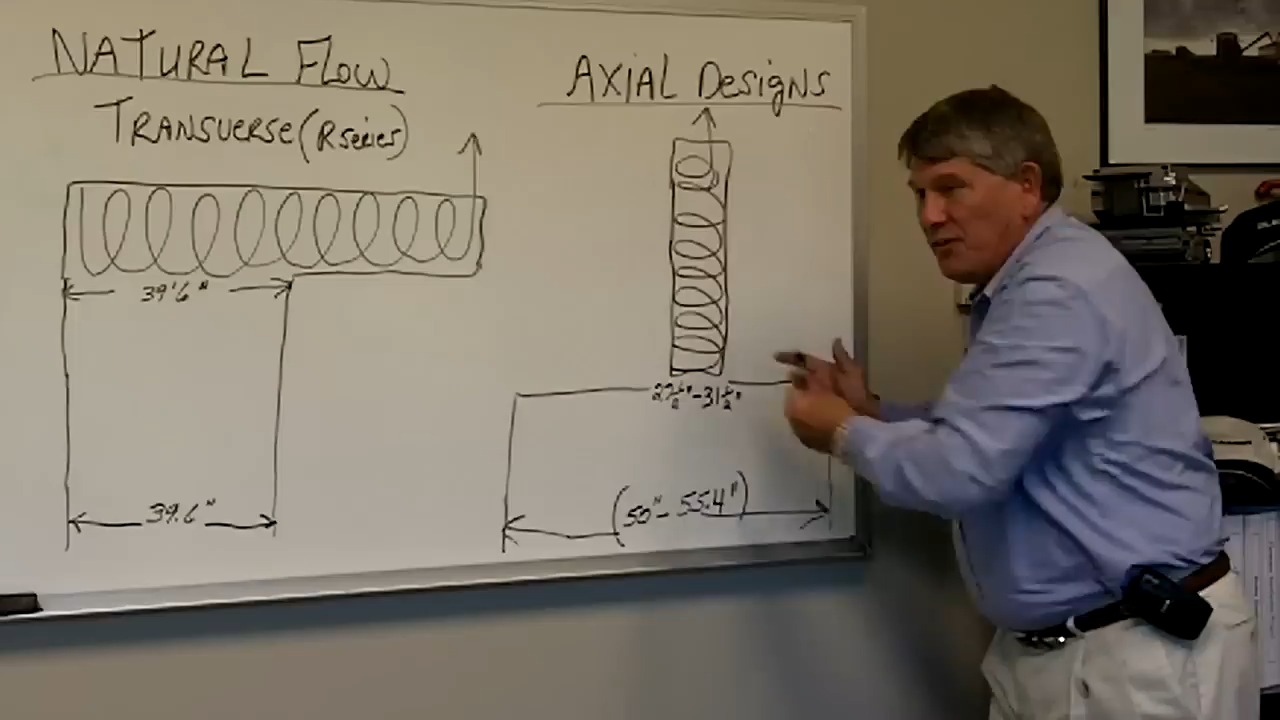 NATURAL FLOW
TRANSVERSE (R series)
39'6"
39.6"
AXIAL DESIGNS
27½"-31½"
(50"-55.4")